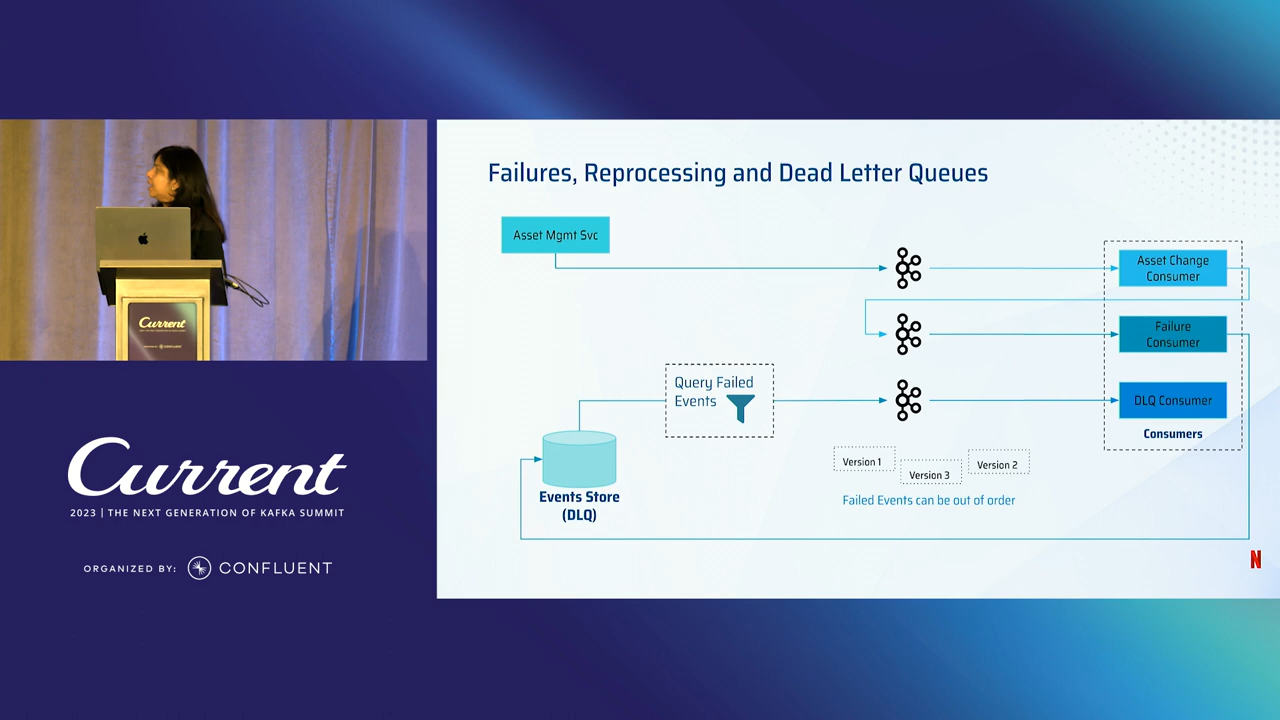 Failures, Reprocessing and Dead Letter Queues
Asset Mgmt Svc
Asset Change
Consumer
Failure
Consumer
Query Failed
Events
DLQ Consumer
Consumers
Version 1
Version 3
Version 2
Failed Events can be out of order
Events Store
(DLQ)
N
Current
Current
2023 | THE NEXT GENERATION OF KAFKA SUMMIT
ORGANIZED BY: CONFLUENT